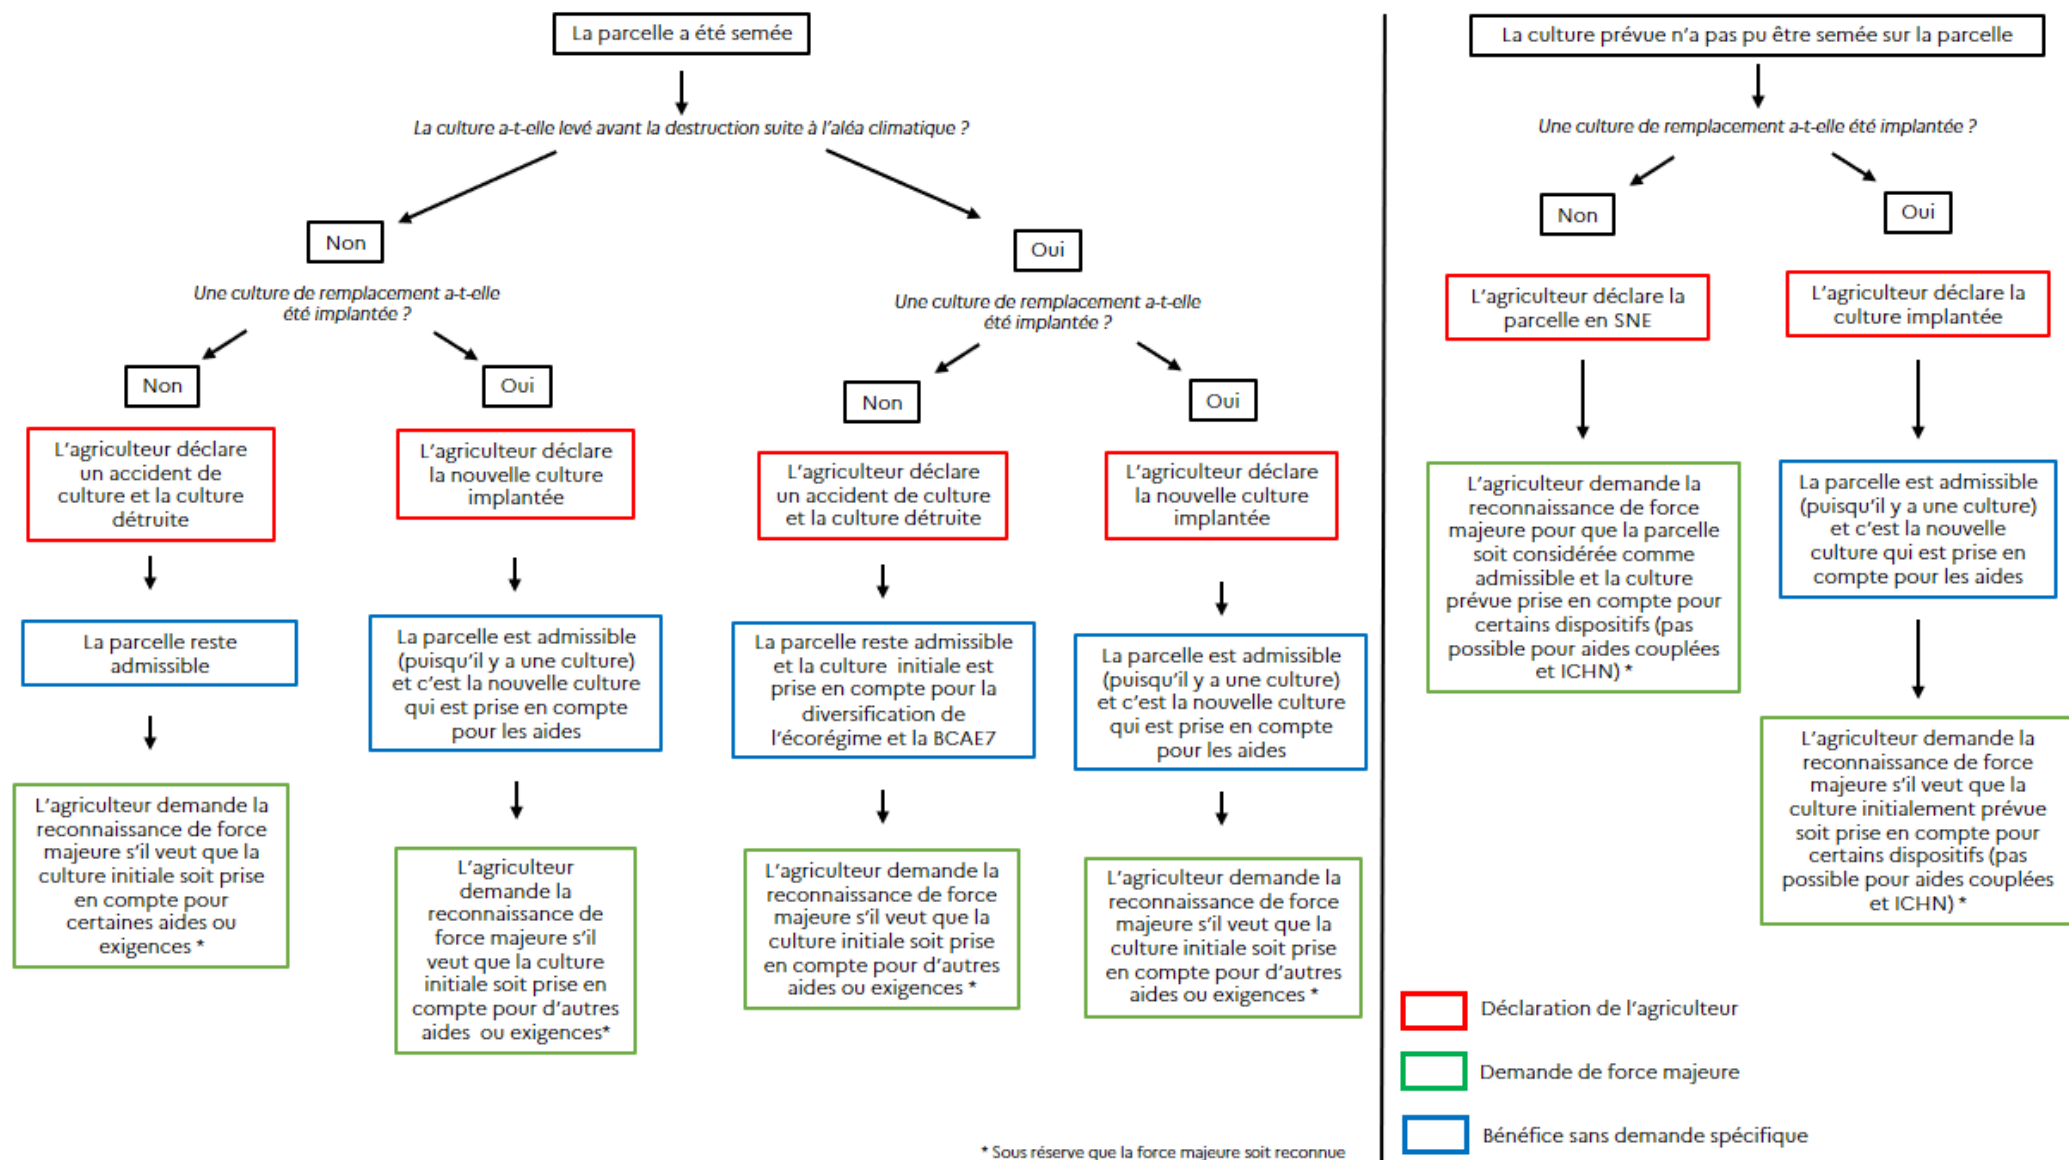 La parcelle a été semée
La culture a-t-elle levé avant la destruction suite à l'aléa climatique ?
Non
Une culture de remplacement a-t-elle
été implantée ?
Non
L'agriculteur déclare
un accident de
culture et la culture
détruite
La parcelle reste
admissible
L'agriculteur demande la
reconnaissance de force
majeure s'il veut que la
culture initiale soit prise
en compte pour
certaines aides ou
exigences *
Oui
L'agriculteur déclare
la nouvelle culture
implantée
La parcelle est admissible
(puisqu'il y a une culture)
et c'est la nouvelle culture
qui est prise en compte
pour les aides
L'agriculteur
demande la
reconnaissance de
force majeure s'il
veut que la culture
initiale soit prise en
compte pour d'autres
aides ou exigences*
Oui
Une culture de remplacement a-t-elle
été implantée ?
Non
L'agriculteur déclare
un accident de culture
et la culture détruite
La parcelle reste admissible
et la culture initiale est
prise en compte pour la
diversification de
l'écorégime et la BCAE7
L'agriculteur demande la
reconnaissance de force
majeure s'il veut que la
culture initiale soit prise
en compte pour d'autres
aides ou exigences *
Oui
L'agriculteur déclare
la nouvelle culture
implantée
La parcelle est admissible
(puisqu'il y a une culture)
et c'est la nouvelle culture
qui est prise en compte
pour les aides
L'agriculteur demande la
reconnaissance de force
majeure s'il veut que la
culture initiale soit prise
en compte pour d'autres
aides ou exigences *
* Sous réserve que la force majeure soit reconnue
La culture prévue n'a pas pu être semée sur la parcelle
Une culture de remplacement a-t-elle été implantée ?
Non
L'agriculteur déclare la
parcelle en SNE
L'agriculteur demande la
reconnaissance de force
majeure pour que la parcelle
soit considérée comme
admissible et la culture
prévue prise en compte pour
certains dispositifs (pas
possible pour aides couplées
et ICHN) *
Oui
L'agriculteur déclare la
culture implantée
La parcelle est admissible
(puisqu'il y a une culture)
et c'est la nouvelle
culture qui est prise en
compte pour les aides
L'agriculteur demande la
reconnaissance de force
majeure s'il veut que la
culture initialement prévue
soit prise en compte pour
certains dispositifs (pas
possible pour aides couplées
et ICHN) *
Déclaration de l'agriculteur
Demande de force majeure
Bénéfice sans demande spécifique